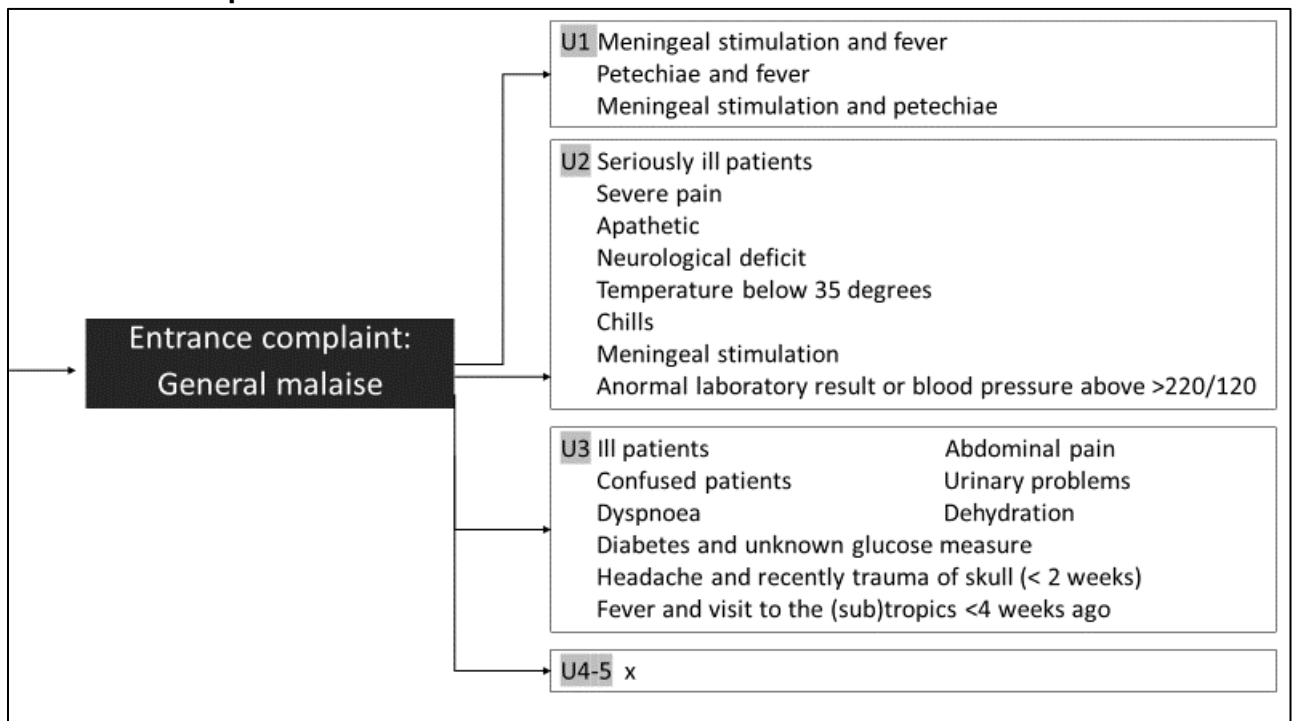 U1 Meningeal stimulation and fever
Petechiae and fever
Meningeal stimulation and petechiae
U2 Seriously ill patients
Severe pain
Apathetic
Neurological deficit
Temperature below 35 degrees
Chills
Meningeal stimulation
Anormal laboratory result or blood pressure above >220/120
Entrance complaint:
General malaise
U3 Ill patients Abdominal pain
Confused patients Urinary problems
Dyspnoea Dehydration
Diabetes and unknown glucose measure
Headache and recently trauma of skull (< 2 weeks)
Fever and visit to the (sub)tropics <4 weeks ago
U4-5 x